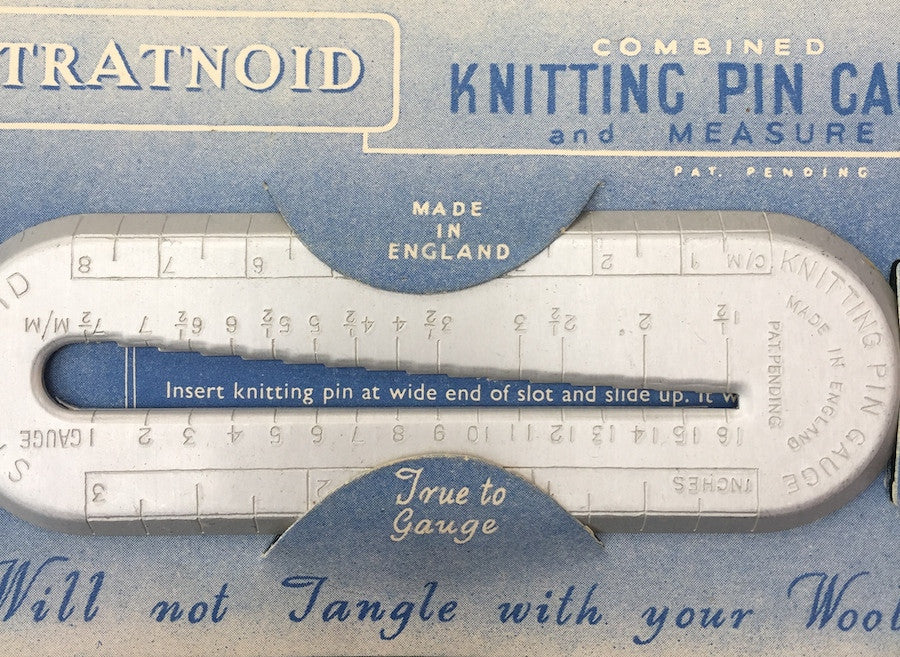 TRATNOID
COMBINED
KNITTING PIN GA
and MEASURE
PAT. PENDING
MADE
IN
ENGLAND
8 7 6 2 1 C/M
KNITTING PIN GAUGE
MADE IN ENGLAND
PAT. PENDING
M/M 7½ 7 6½ 6 5½ 5 4½ 4 3½ 3 2½ 2 1½
Insert knitting pin at wide end of slot and slide up. It w
GAUGE 1 2 3 4 5 6 7 8 9 10 11 12 13 14 15 16
3 2 INCHES
True to
Gauge
Will not Tangle with your Wool